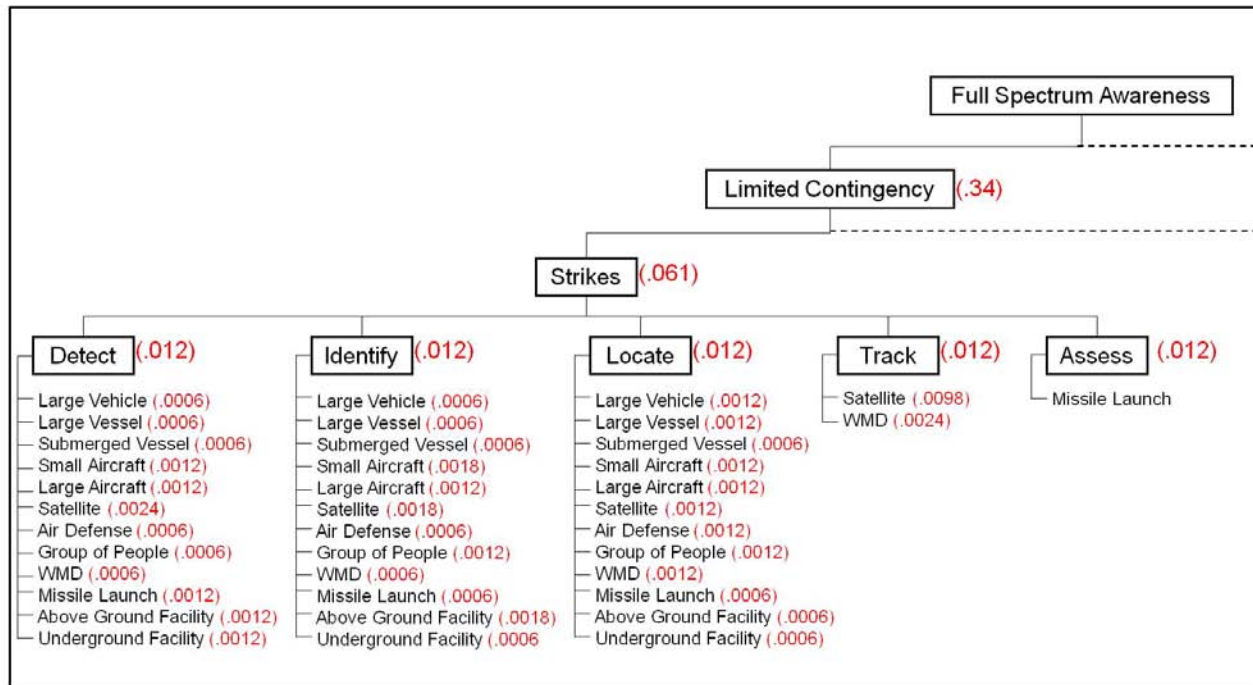 Full Spectrum Awareness
Limited Contingency (.34)
Strikes (.061)
Detect (.012)
Large Vehicle (.0006)
Large Vessel (.0006)
Submerged Vessel (.0006)
Small Aircraft (.0012)
Large Aircraft (.0012)
Satellite (.0024)
Air Defense (.0006)
Group of People (.0006)
WMD (.0006)
Missile Launch (.0012)
Above Ground Facility (.0012)
Underground Facility (.0012)
Identify (.012)
Large Vehicle (.0006)
Large Vessel (.0006)
Submerged Vessel (.0006)
Small Aircraft (.0018)
Large Aircraft (.0012)
Satellite (.0018)
Air Defense (.0006)
Group of People (.0012)
WMD (.0006)
Missile Launch (.0006)
Above Ground Facility (.0018)
Underground Facility (.0006
Locate (.012)
Large Vehicle (.0012)
Large Vessel (.0012)
Submerged Vessel (.0006)
Small Aircraft (.0012)
Large Aircraft (.0012)
Satellite (.0012)
Air Defense (.0012)
Group of People (.0012)
WMD (.0012)
Missile Launch (.0006)
Above Ground Facility (.0006)
Underground Facility (.0006)
Track (.012)
Satellite (.0098)
WMD (.0024)
Assess (.012)
Missile Launch